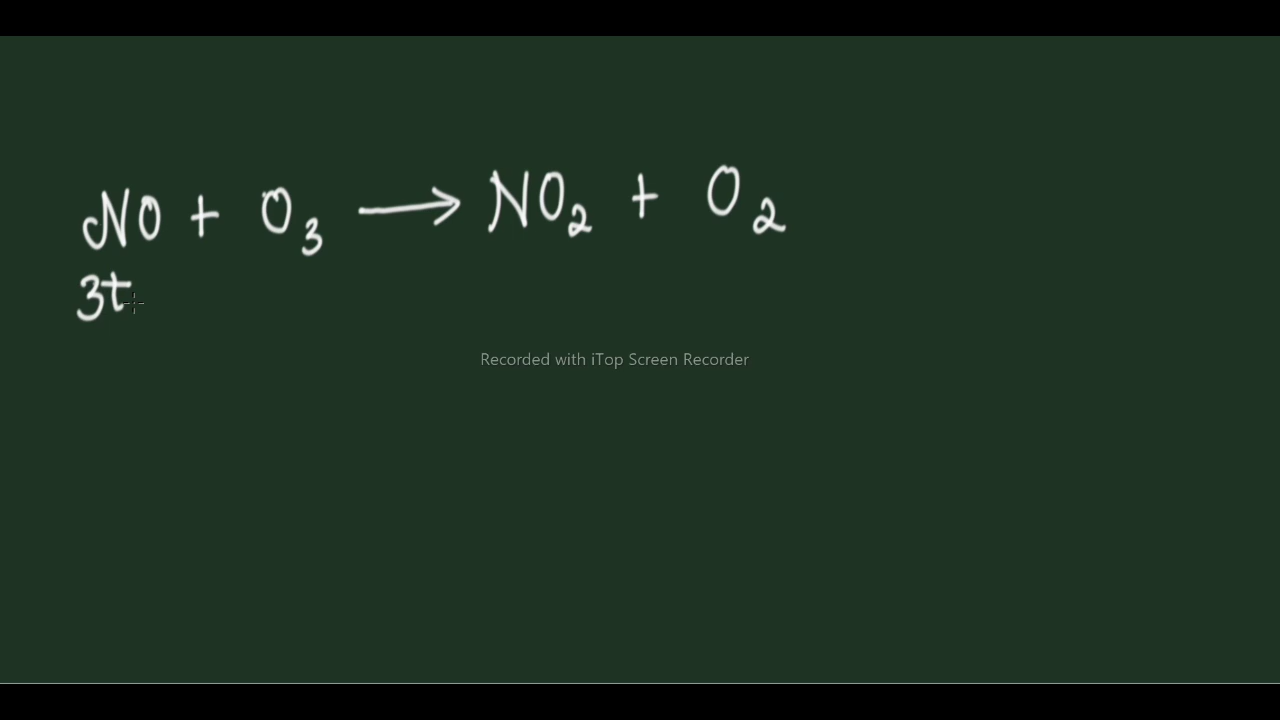 NO + O₃ ⟶ NO₂ + O₂
3t
Recorded with iTop Screen Recorder